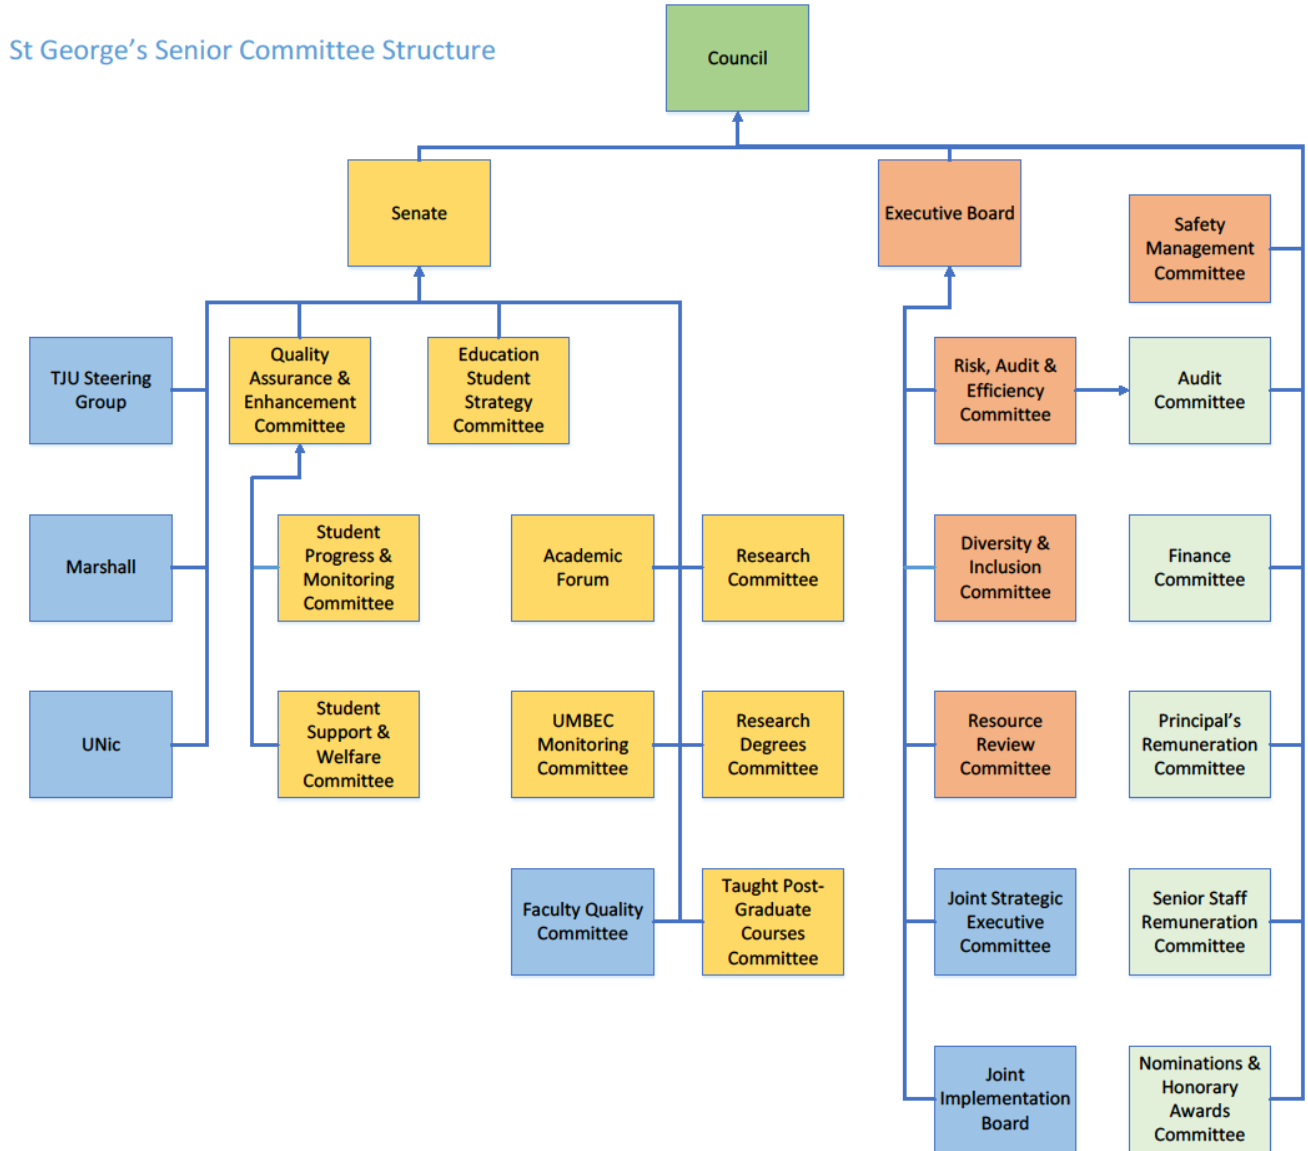 St George's Senior Committee Structure
Council
Senate
Executive Board
Safety
Management
Committee
TJU Steering
Group
Quality
Assurance &
Enhancement
Committee
Education
Student
Strategy
Committee
Risk, Audit &
Efficiency
Committee
Audit
Committee
Marshall
Student
Progress &
Monitoring
Committee
Academic
Forum
Research
Committee
Diversity &
Inclusion
Committee
Finance
Committee
UNic
Student
Support &
Welfare
Committee
UMBEC
Monitoring
Committee
Research
Degrees
Committee
Resource
Review
Committee
Principal's
Remuneration
Committee
Faculty Quality
Committee
Taught Post-
Graduate
Courses
Committee
Joint Strategic
Executive
Committee
Senior Staff
Remuneration
Committee
Joint
Implementation
Board
Nominations &
Honorary
Awards
Committee